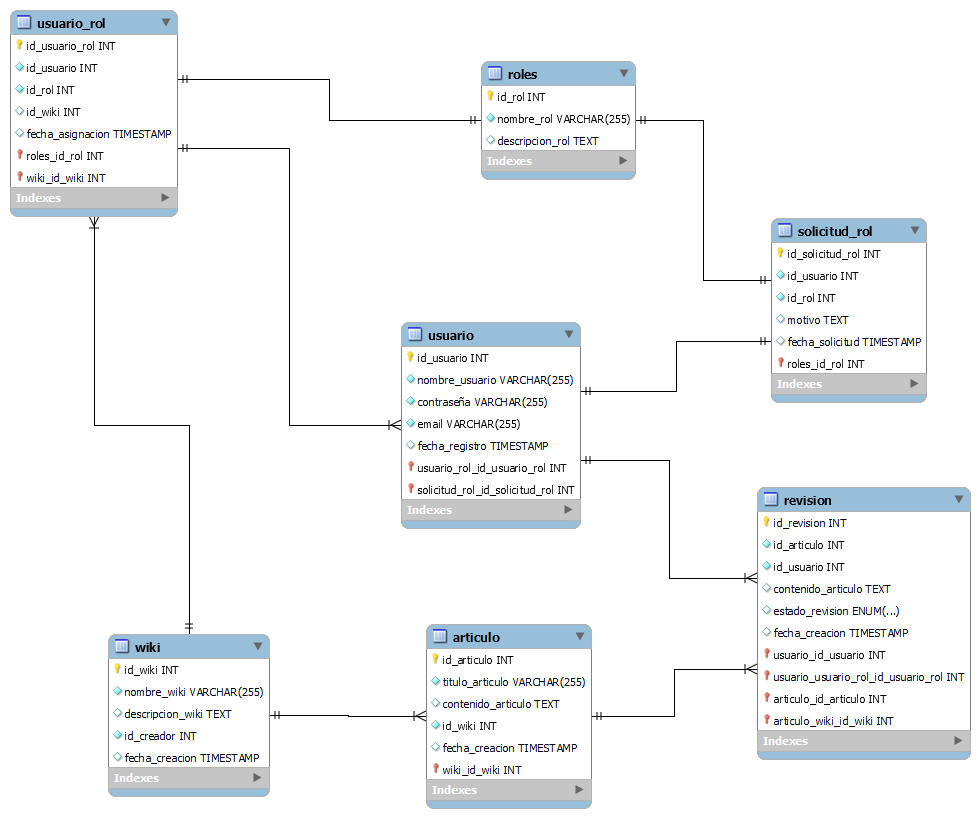 usuario_rol
id_usuario_rol INT
id_usuario INT
id_rol INT
id_wiki INT
fecha_asignacion TIMESTAMP
roles_id_rol INT
wiki_id_wiki INT
Indexes
roles
id_rol INT
nombre_rol VARCHAR(255)
descripcion_rol TEXT
Indexes
solicitud_rol
id_solicitud_rol INT
id_usuario INT
id_rol INT
motivo TEXT
fecha_solicitud TIMESTAMP
roles_id_rol INT
Indexes
usuario
id_usuario INT
nombre_usuario VARCHAR(255)
contraseña VARCHAR(255)
email VARCHAR(255)
fecha_registro TIMESTAMP
usuario_rol_id_usuario_rol INT
solicitud_rol_id_solicitud_rol INT
Indexes
revision
id_revision INT
id_articulo INT
id_usuario INT
contenido_articulo TEXT
estado_revision ENUM(...)
fecha_creacion TIMESTAMP
usuario_id_usuario INT
usuario_usuario_rol_id_usuario_rol INT
articulo_id_articulo INT
articulo_wiki_id_wiki INT
Indexes
wiki
id_wiki INT
nombre_wiki VARCHAR(255)
descripcion_wiki TEXT
id_creador INT
fecha_creacion TIMESTAMP
Indexes
articulo
id_articulo INT
titulo_articulo VARCHAR(255)
contenido_articulo TEXT
id_wiki INT
fecha_creacion TIMESTAMP
wiki_id_wiki INT
Indexes